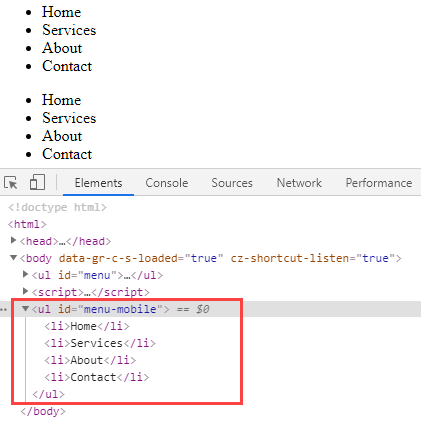 Home
Services
About
Contact
Home
Services
About
Contact
Elements Console Sources Network Performance
<!doctype html>
<html>
<head>…</head>
<body data-gr-c-s-loaded="true" cz-shortcut-listen="true">
<ul id="menu">…</ul>
<script>…</script>
<ul id="menu-mobile"> == $0
<li>Home</li>
<li>Services</li>
<li>About</li>
<li>Contact</li>
</ul>
</body>